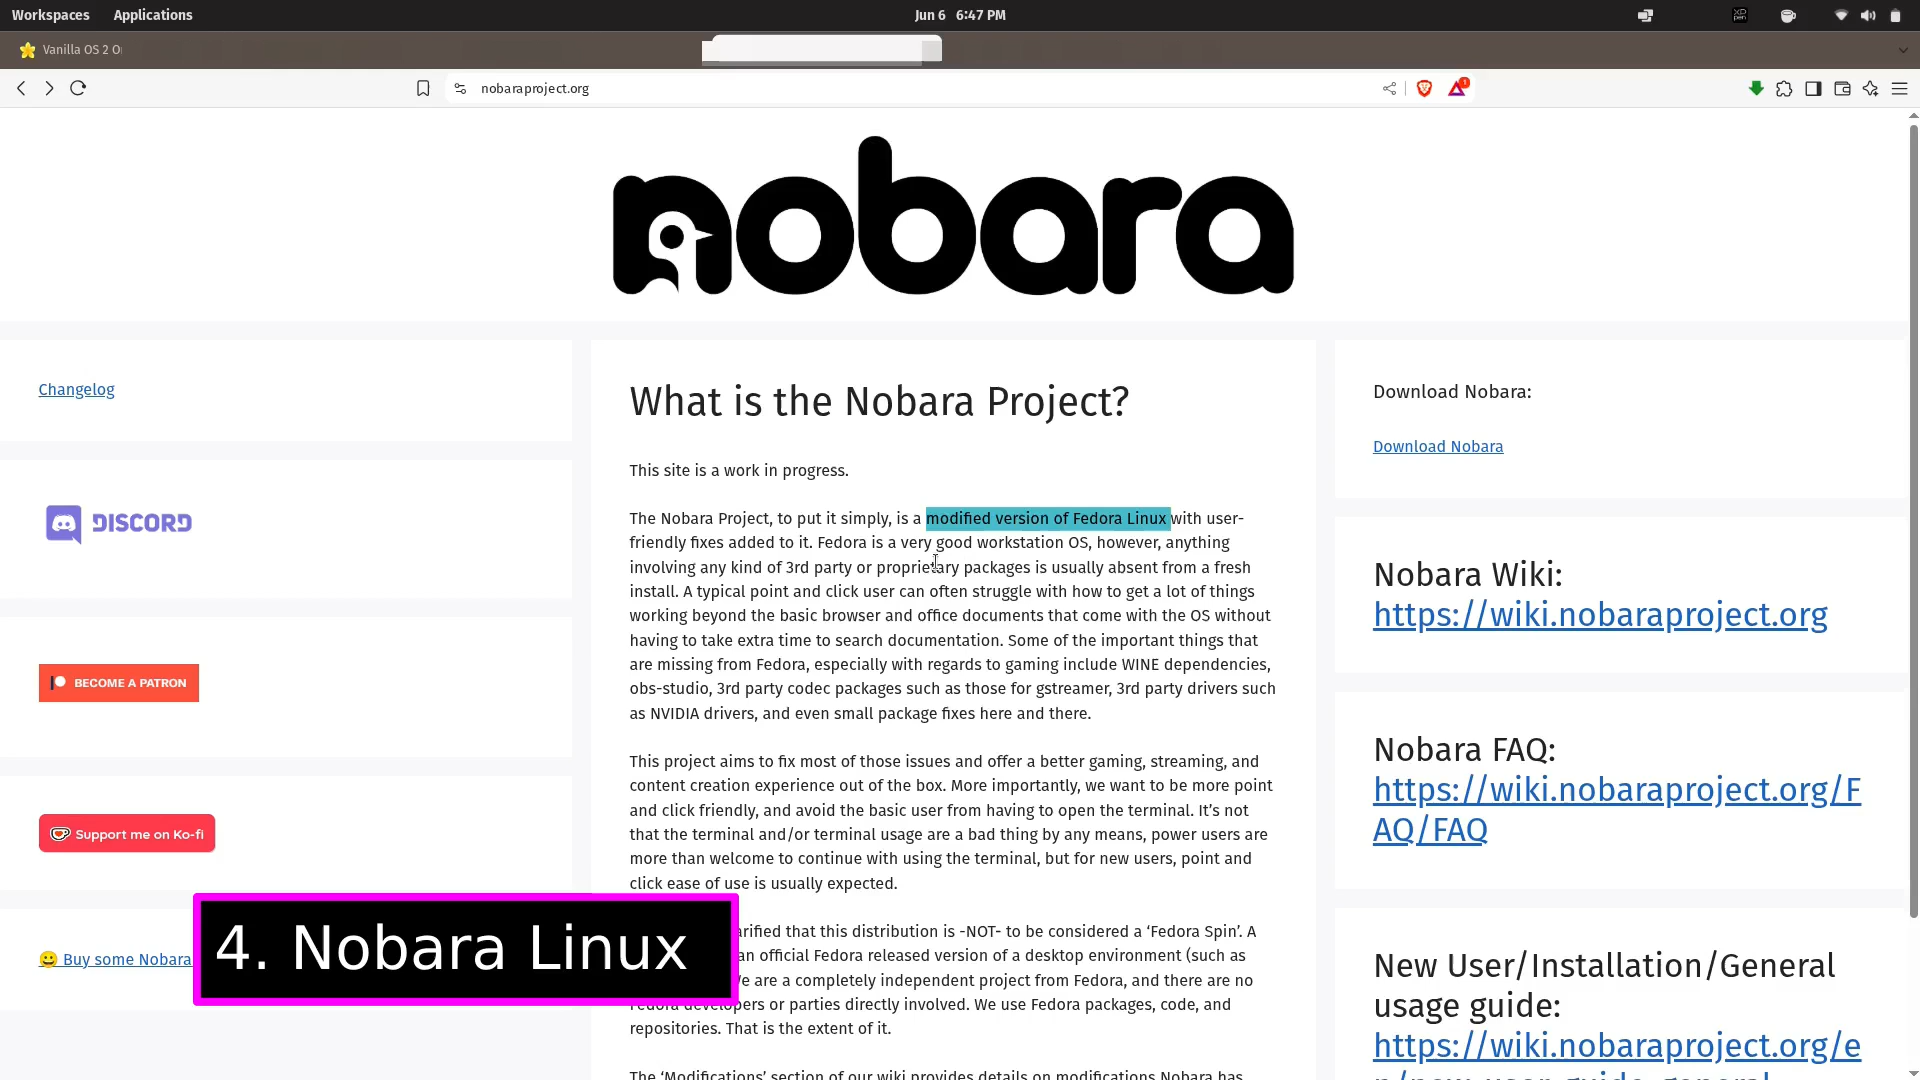 Workspaces Applications Jun 6 6:47 PM
Vanilla OS 2 O
nobaraproject.org
nobara
Changelog
DISCORD
BECOME A PATRON
Support me on Ko-fi
😀 Buy some Nobara
What is the Nobara Project?
This site is a work in progress.
The Nobara Project, to put it simply, is a modified version of Fedora Linux with user-
friendly fixes added to it. Fedora is a very good workstation OS, however, anything
involving any kind of 3rd party or proprietary packages is usually absent from a fresh
install. A typical point and click user can often struggle with how to get a lot of things
working beyond the basic browser and office documents that come with the OS without
having to take extra time to search documentation. Some of the important things that
are missing from Fedora, especially with regards to gaming include WINE dependencies,
obs-studio, 3rd party codec packages such as those for gstreamer, 3rd party drivers such
as NVIDIA drivers, and even small package fixes here and there.
This project aims to fix most of those issues and offer a better gaming, streaming, and
content creation experience out of the box. More importantly, we want to be more point
and click friendly, and avoid the basic user from having to open the terminal. It’s not
that the terminal and/or terminal usage are a bad thing by any means, power users are
more than welcome to continue with using the terminal, but for new users, point and
click ease of use is usually expected.
that this distribution is -NOT- to be considered a ‘Fedora Spin’. A
an official Fedora released version of a desktop environment (such as
are a completely independent project from Fedora, and there are no
Fedora developers or parties directly involved. We use Fedora packages, code, and
repositories. That is the extent of it.
The ‘Modifications’ section of our wiki provides details on modifications Nobara has
4. Nobara Linux
Download Nobara:
Download Nobara
Nobara Wiki:
https://wiki.nobaraproject.org
Nobara FAQ:
https://wiki.nobaraproject.org/F
AQ/FAQ
New User/Installation/General
usage guide:
https://wiki.nobaraproject.org/e
n/new-user-guide-general